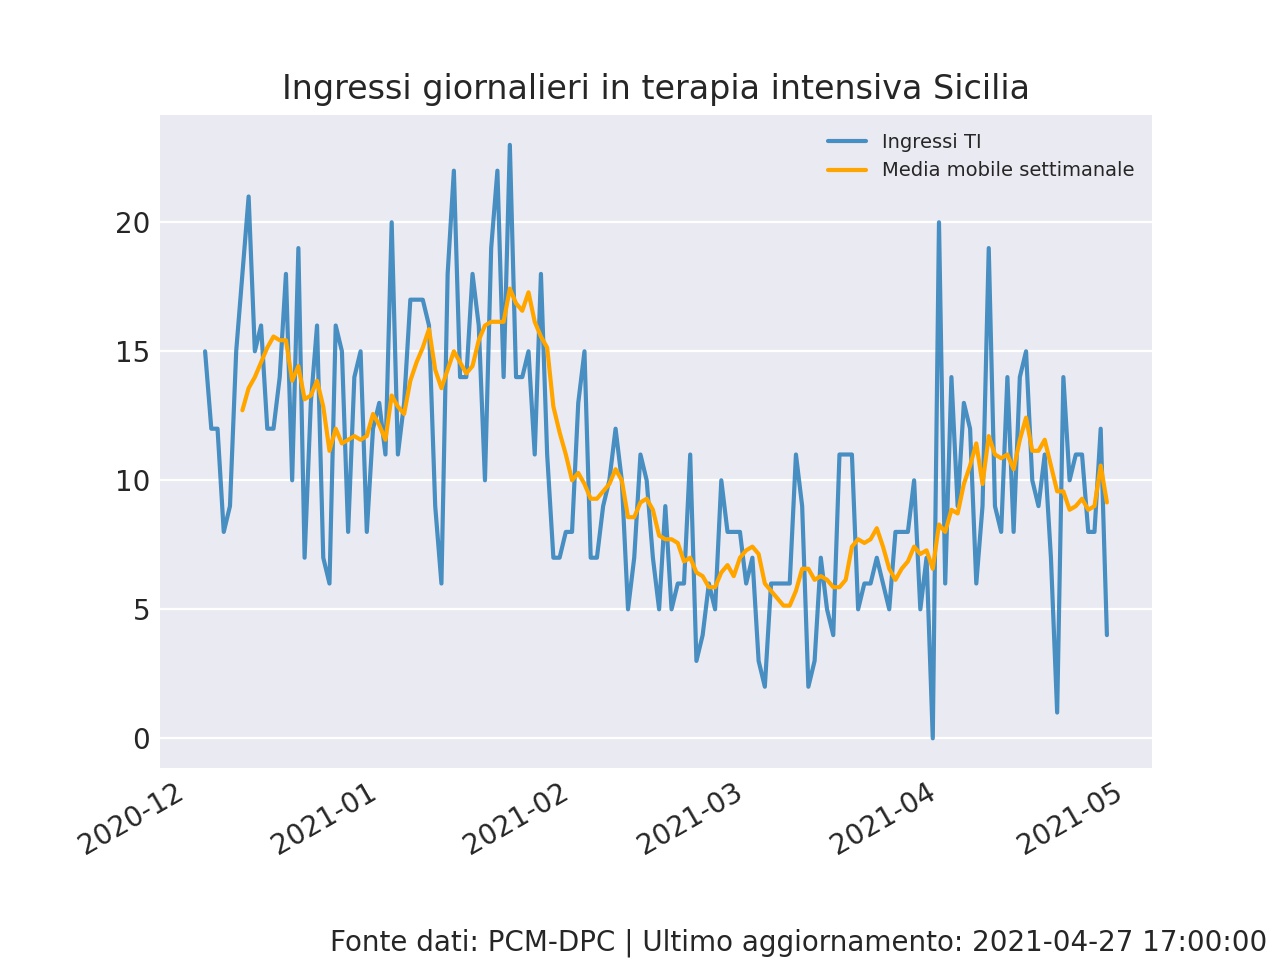 Ingressi giornalieri in terapia intensiva Sicilia
Ingressi TI
Media mobile settimanale
20
15
10
5
0
2020-12
2021-01
2021-02
2021-03
2021-04
2021-05
Fonte dati: PCM-DPC | Ultimo aggiornamento: 2021-04-27 17:00:00